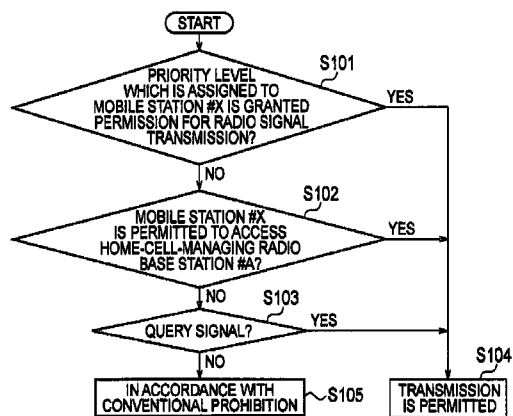 START
S101
PRIORITY LEVEL
WHICH IS ASSIGNED TO
MOBILE STATION #X IS GRANTED
PERMISSION FOR RADIO SIGNAL
TRANSMISSION?
YES
NO
S102
MOBILE STATION #X
IS PERMITTED TO ACCESS
HOME-CELL-MANAGING RADIO
BASE STATION #A?
YES
NO
S103
QUERY SIGNAL?
YES
NO
S104
IN ACCORDANCE WITH
CONVENTIONAL PROHIBITION
S105
TRANSMISSION
IS PERMITTED